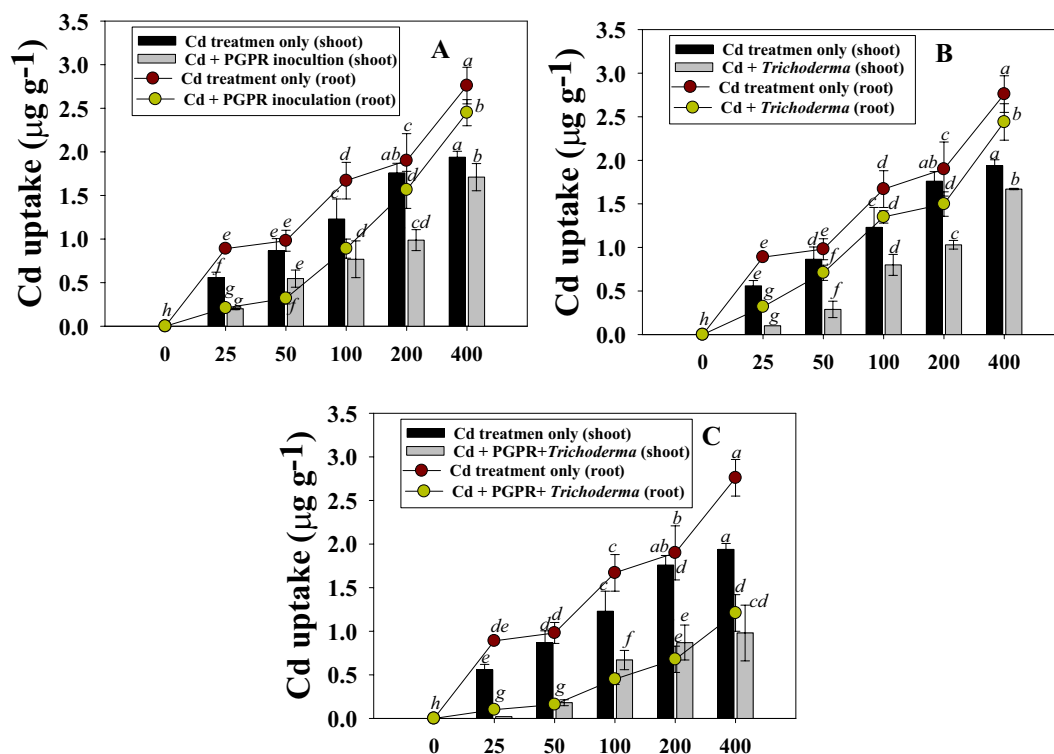 A
Cd treatmen only (shoot)
Cd + PGPR inocultion (shoot)
Cd treatment only (root)
Cd + PGPR inoculation (root)
Cd uptake (µg g-1)
3.5
3.0
2.5
2.0
1.5
1.0
0.5
0.0
h
e
f
g
g
e
e
f
d
c
d
c
ab
d
cd
a
b
a
b
0 25 50 100 200 400
B
Cd treatmen only (shoot)
Cd + Trichoderma (shoot)
Cd treatment only (root)
Cd + Trichoderma (root)
Cd uptake (µg g-1)
3.5
3.0
2.5
2.0
1.5
1.0
0.5
0.0
h
e
e
g
g
e
d
f
f
d
c
d
d
c
ab
d
c
a
b
a
b
0 25 50 100 200 400
C
Cd treatmen only (shoot)
Cd + PGPR+Trichoderma (shoot)
Cd treatment only (root)
Cd + PGPR+ Trichoderma (root)
Cd uptake (µg g-1)
3.5
3.0
2.5
2.0
1.5
1.0
0.5
0.0
h
de
e
g
d d
g
c
c
f
b
ab
d
e
e
a
a
d
cd
0 25 50 100 200 400